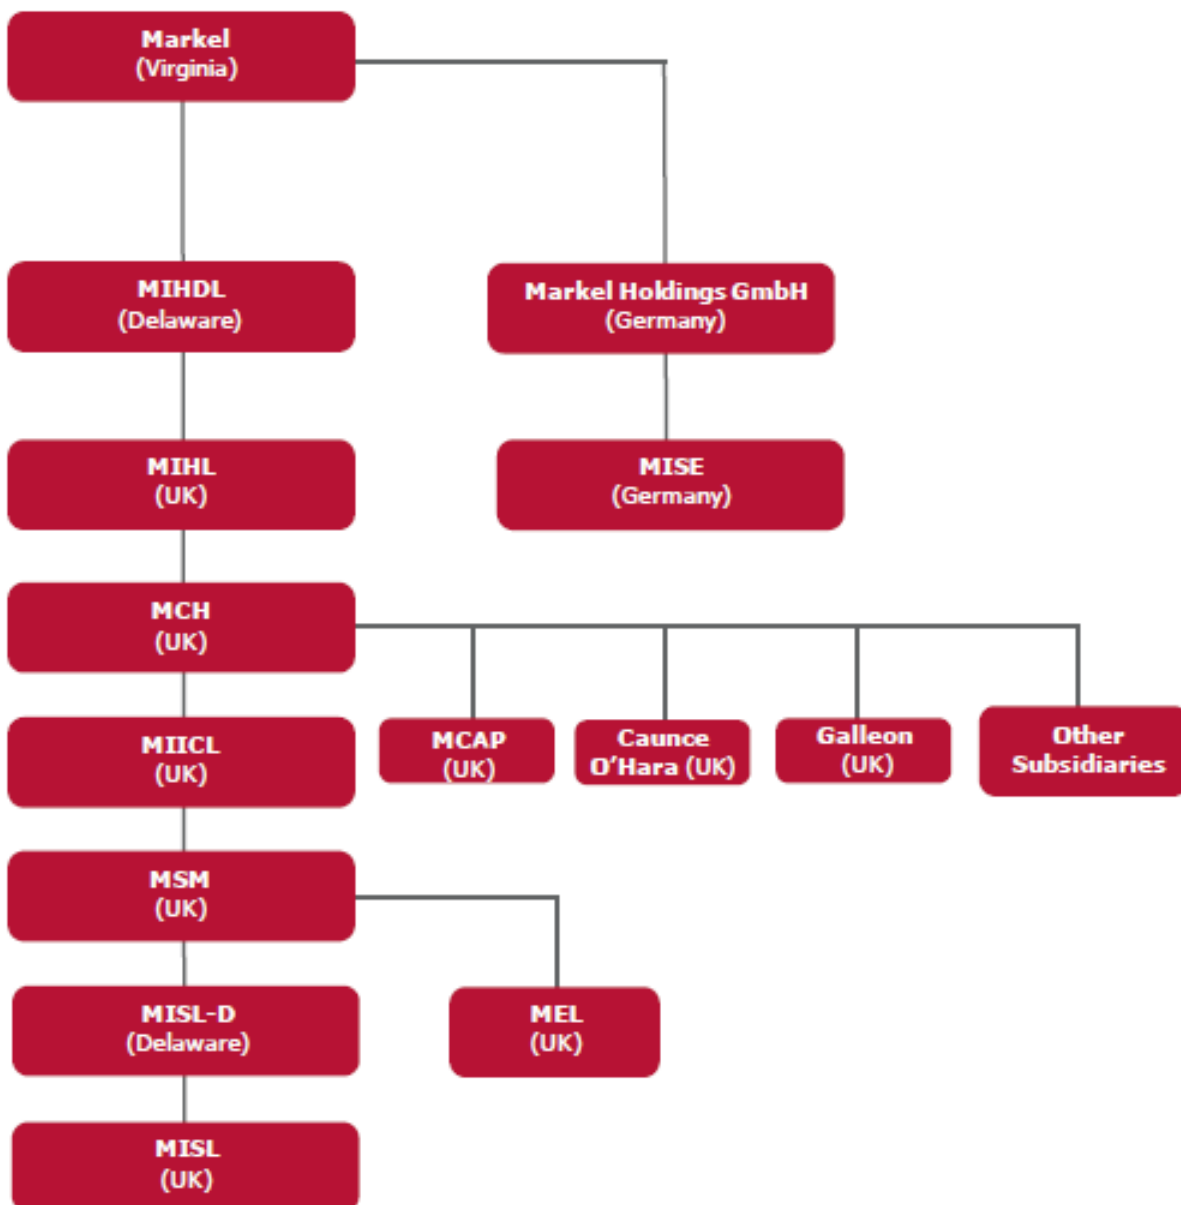 Markel
(Virginia)
MIHDL
(Delaware)
Markel Holdings GmbH
(Germany)
MIHL
(UK)
MISE
(Germany)
MCH
(UK)
MIICL
(UK)
MCAP
(UK)
Caunce
O'Hara (UK)
Galleon
(UK)
Other
Subsidiaries
MSM
(UK)
MISL-D
(Delaware)
MEL
(UK)
MISL
(UK)